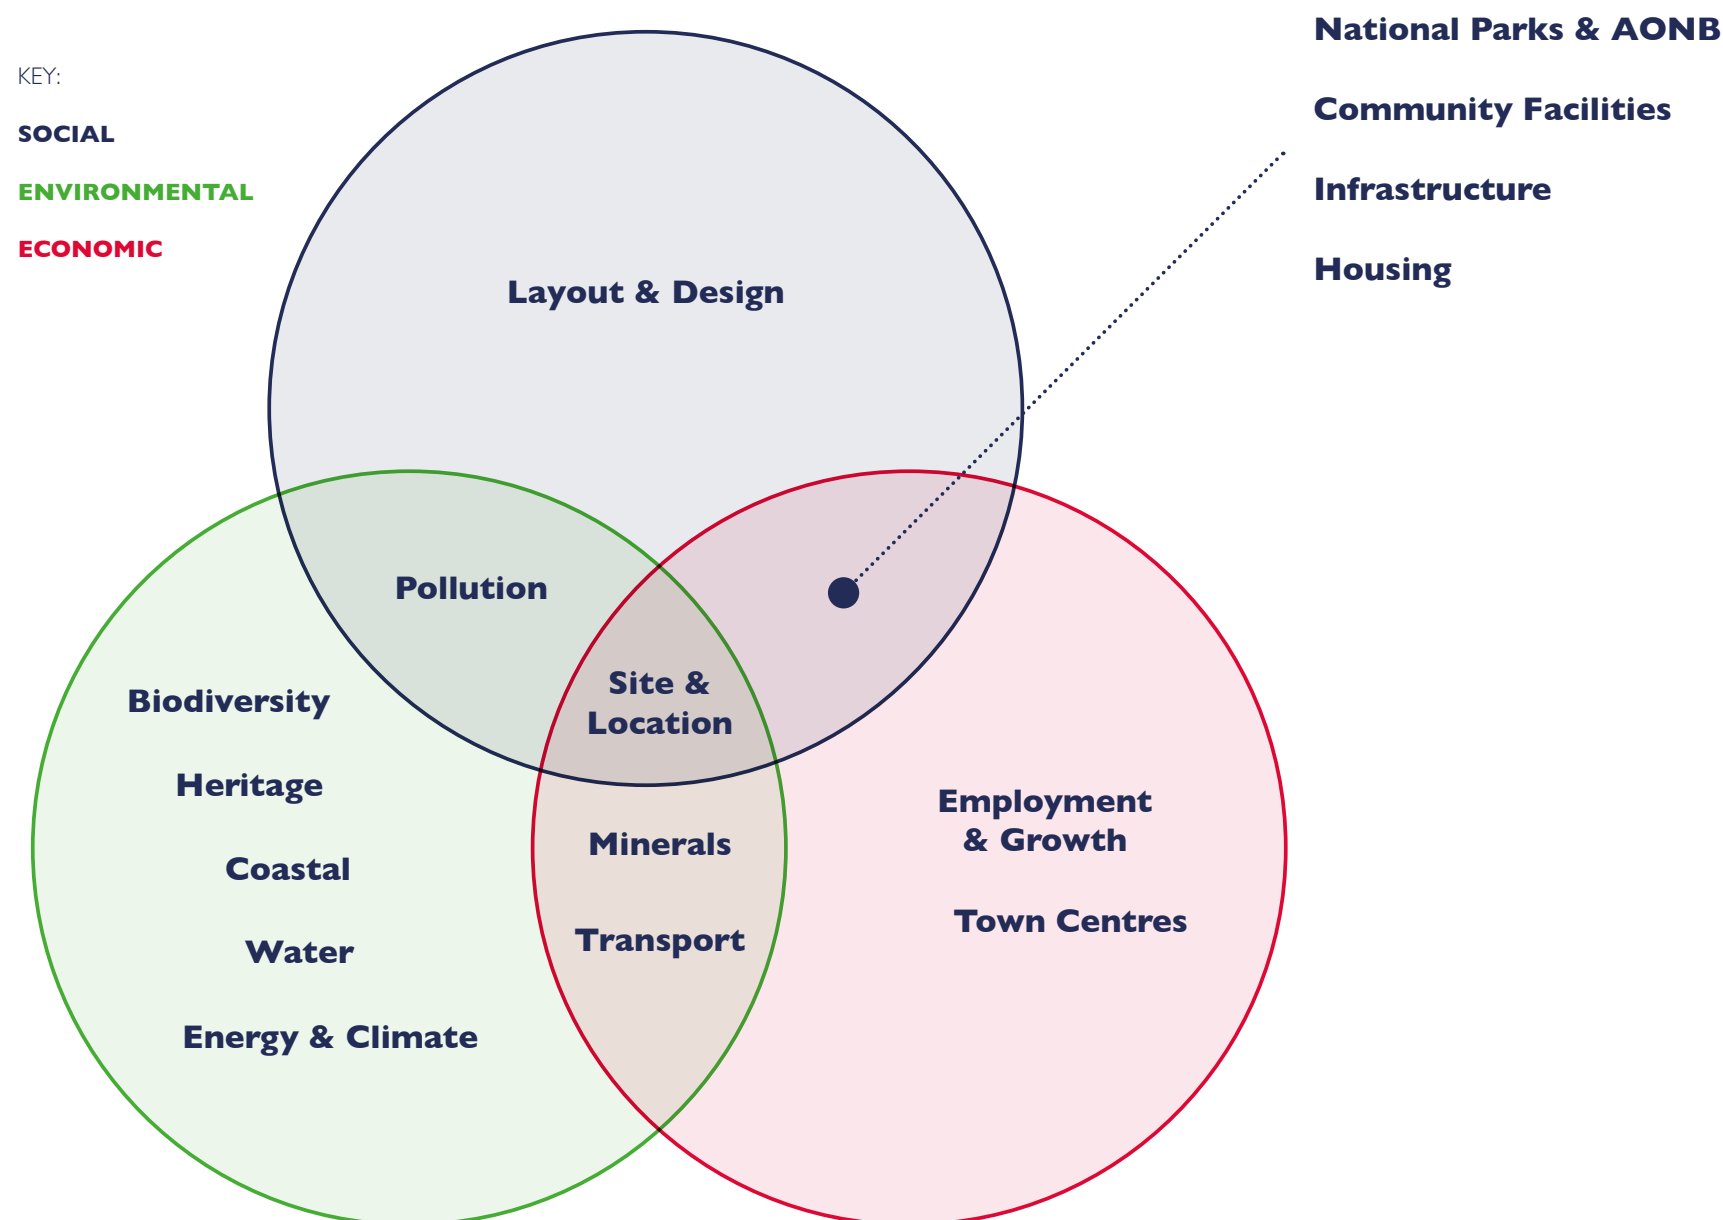 KEY:
SOCIAL
ENVIRONMENTAL
ECONOMIC
National Parks & AONB
Community Facilities
Infrastructure
Housing
Layout & Design
Pollution
Site &
Location
Biodiversity
Heritage
Coastal
Water
Energy & Climate
Minerals
Transport
Employment
& Growth
Town Centres